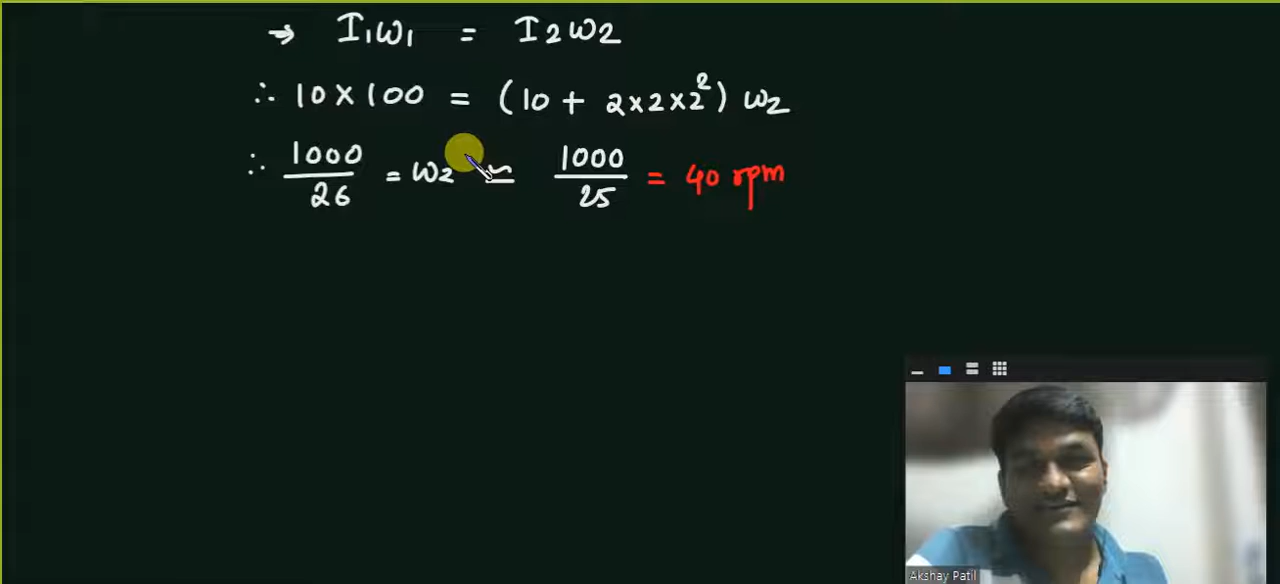 → I₁ω₁ = I2ω2
∴ 10 × 100 = (10 + 2×2×2²) ω2
∴ 1000/26 = ω2 ≃ 1000/25 = 40 rpm
Akshay Patil